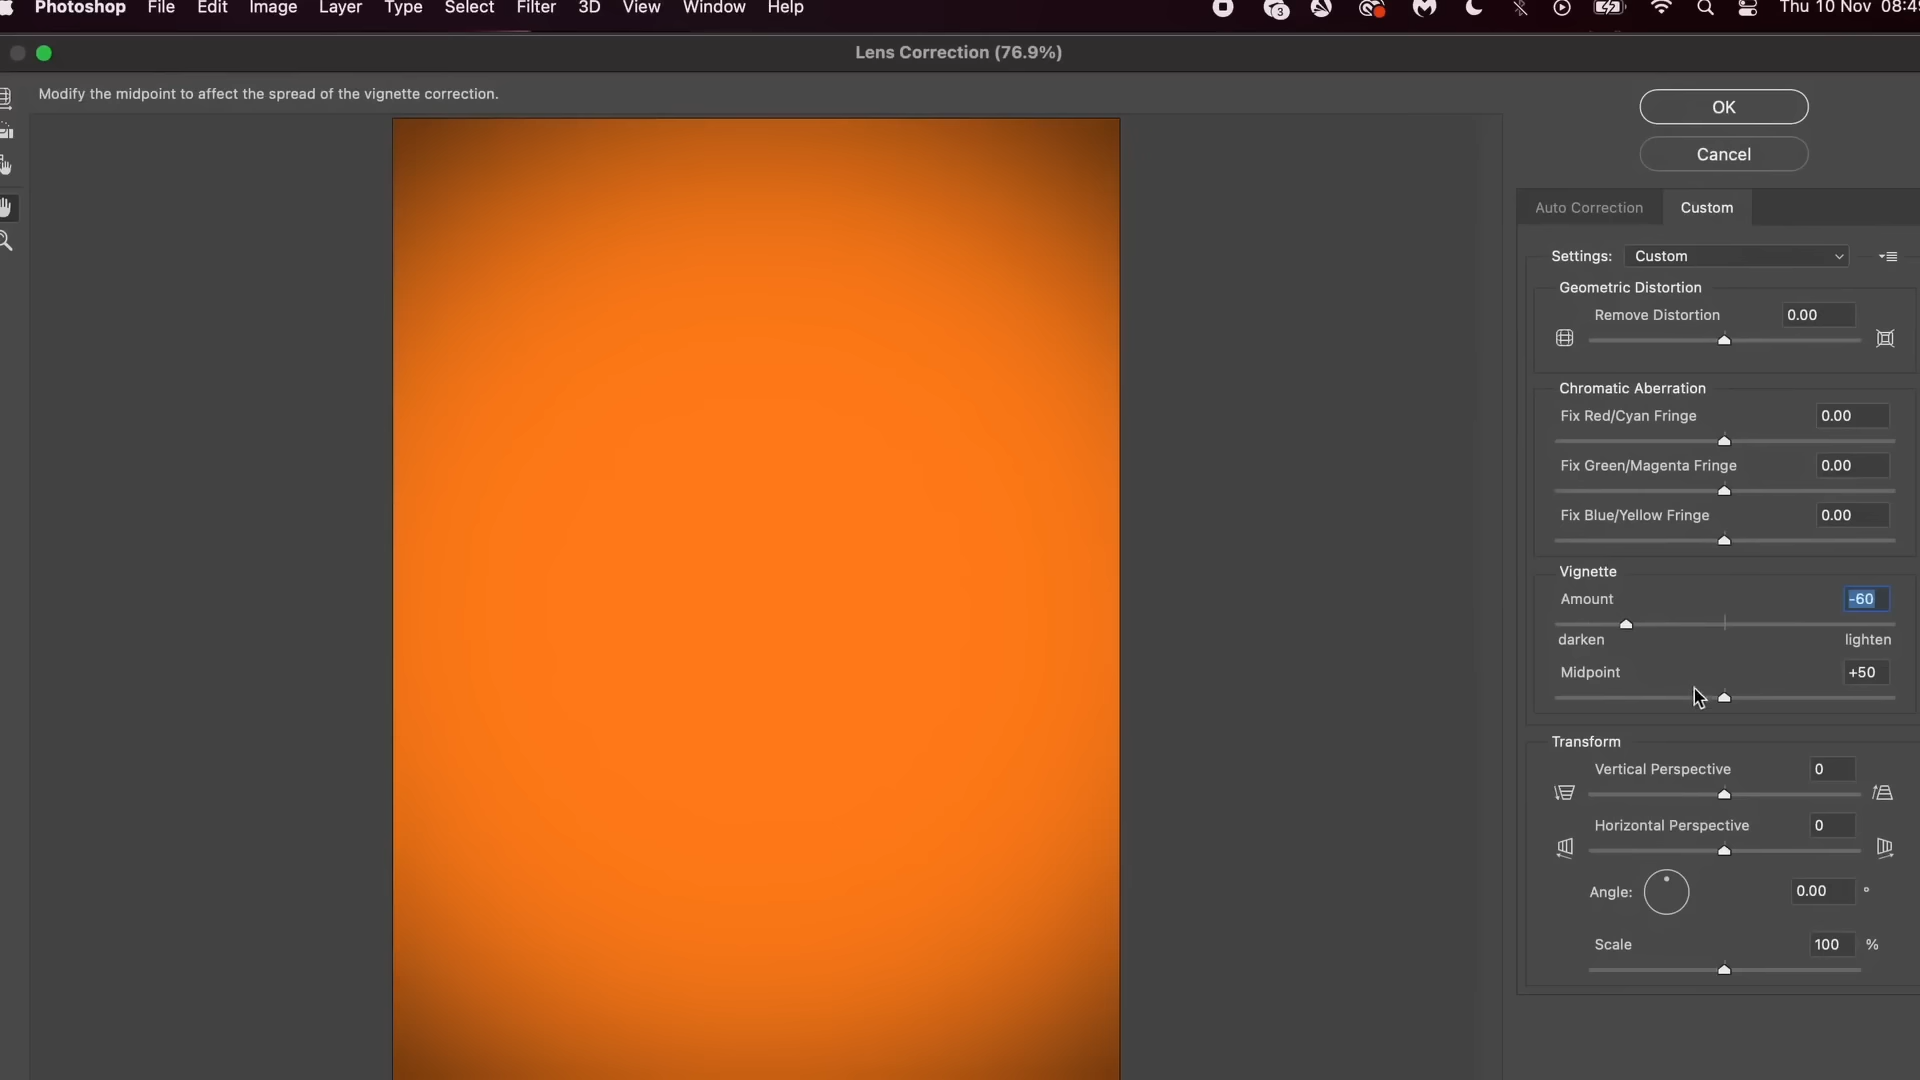 Photoshop File Edit Image Layer Type Select Filter 3D View Window Help 3 Thu 10 Nov
Lens Correction (76.9%)
Modify the midpoint to affect the spread of the vignette correction.
OK
Cancel
Auto Correction Custom
Settings: Custom
Geometric Distortion
Remove Distortion 0.00
Chromatic Aberration
Fix Red/Cyan Fringe 0.00
Fix Green/Magenta Fringe 0.00
Fix Blue/Yellow Fringe 0.00
Vignette
Amount -60
darken lighten
Midpoint +50
Transform
Vertical Perspective 0
Horizontal Perspective 0
Angle: 0.00 °
Scale 100 %